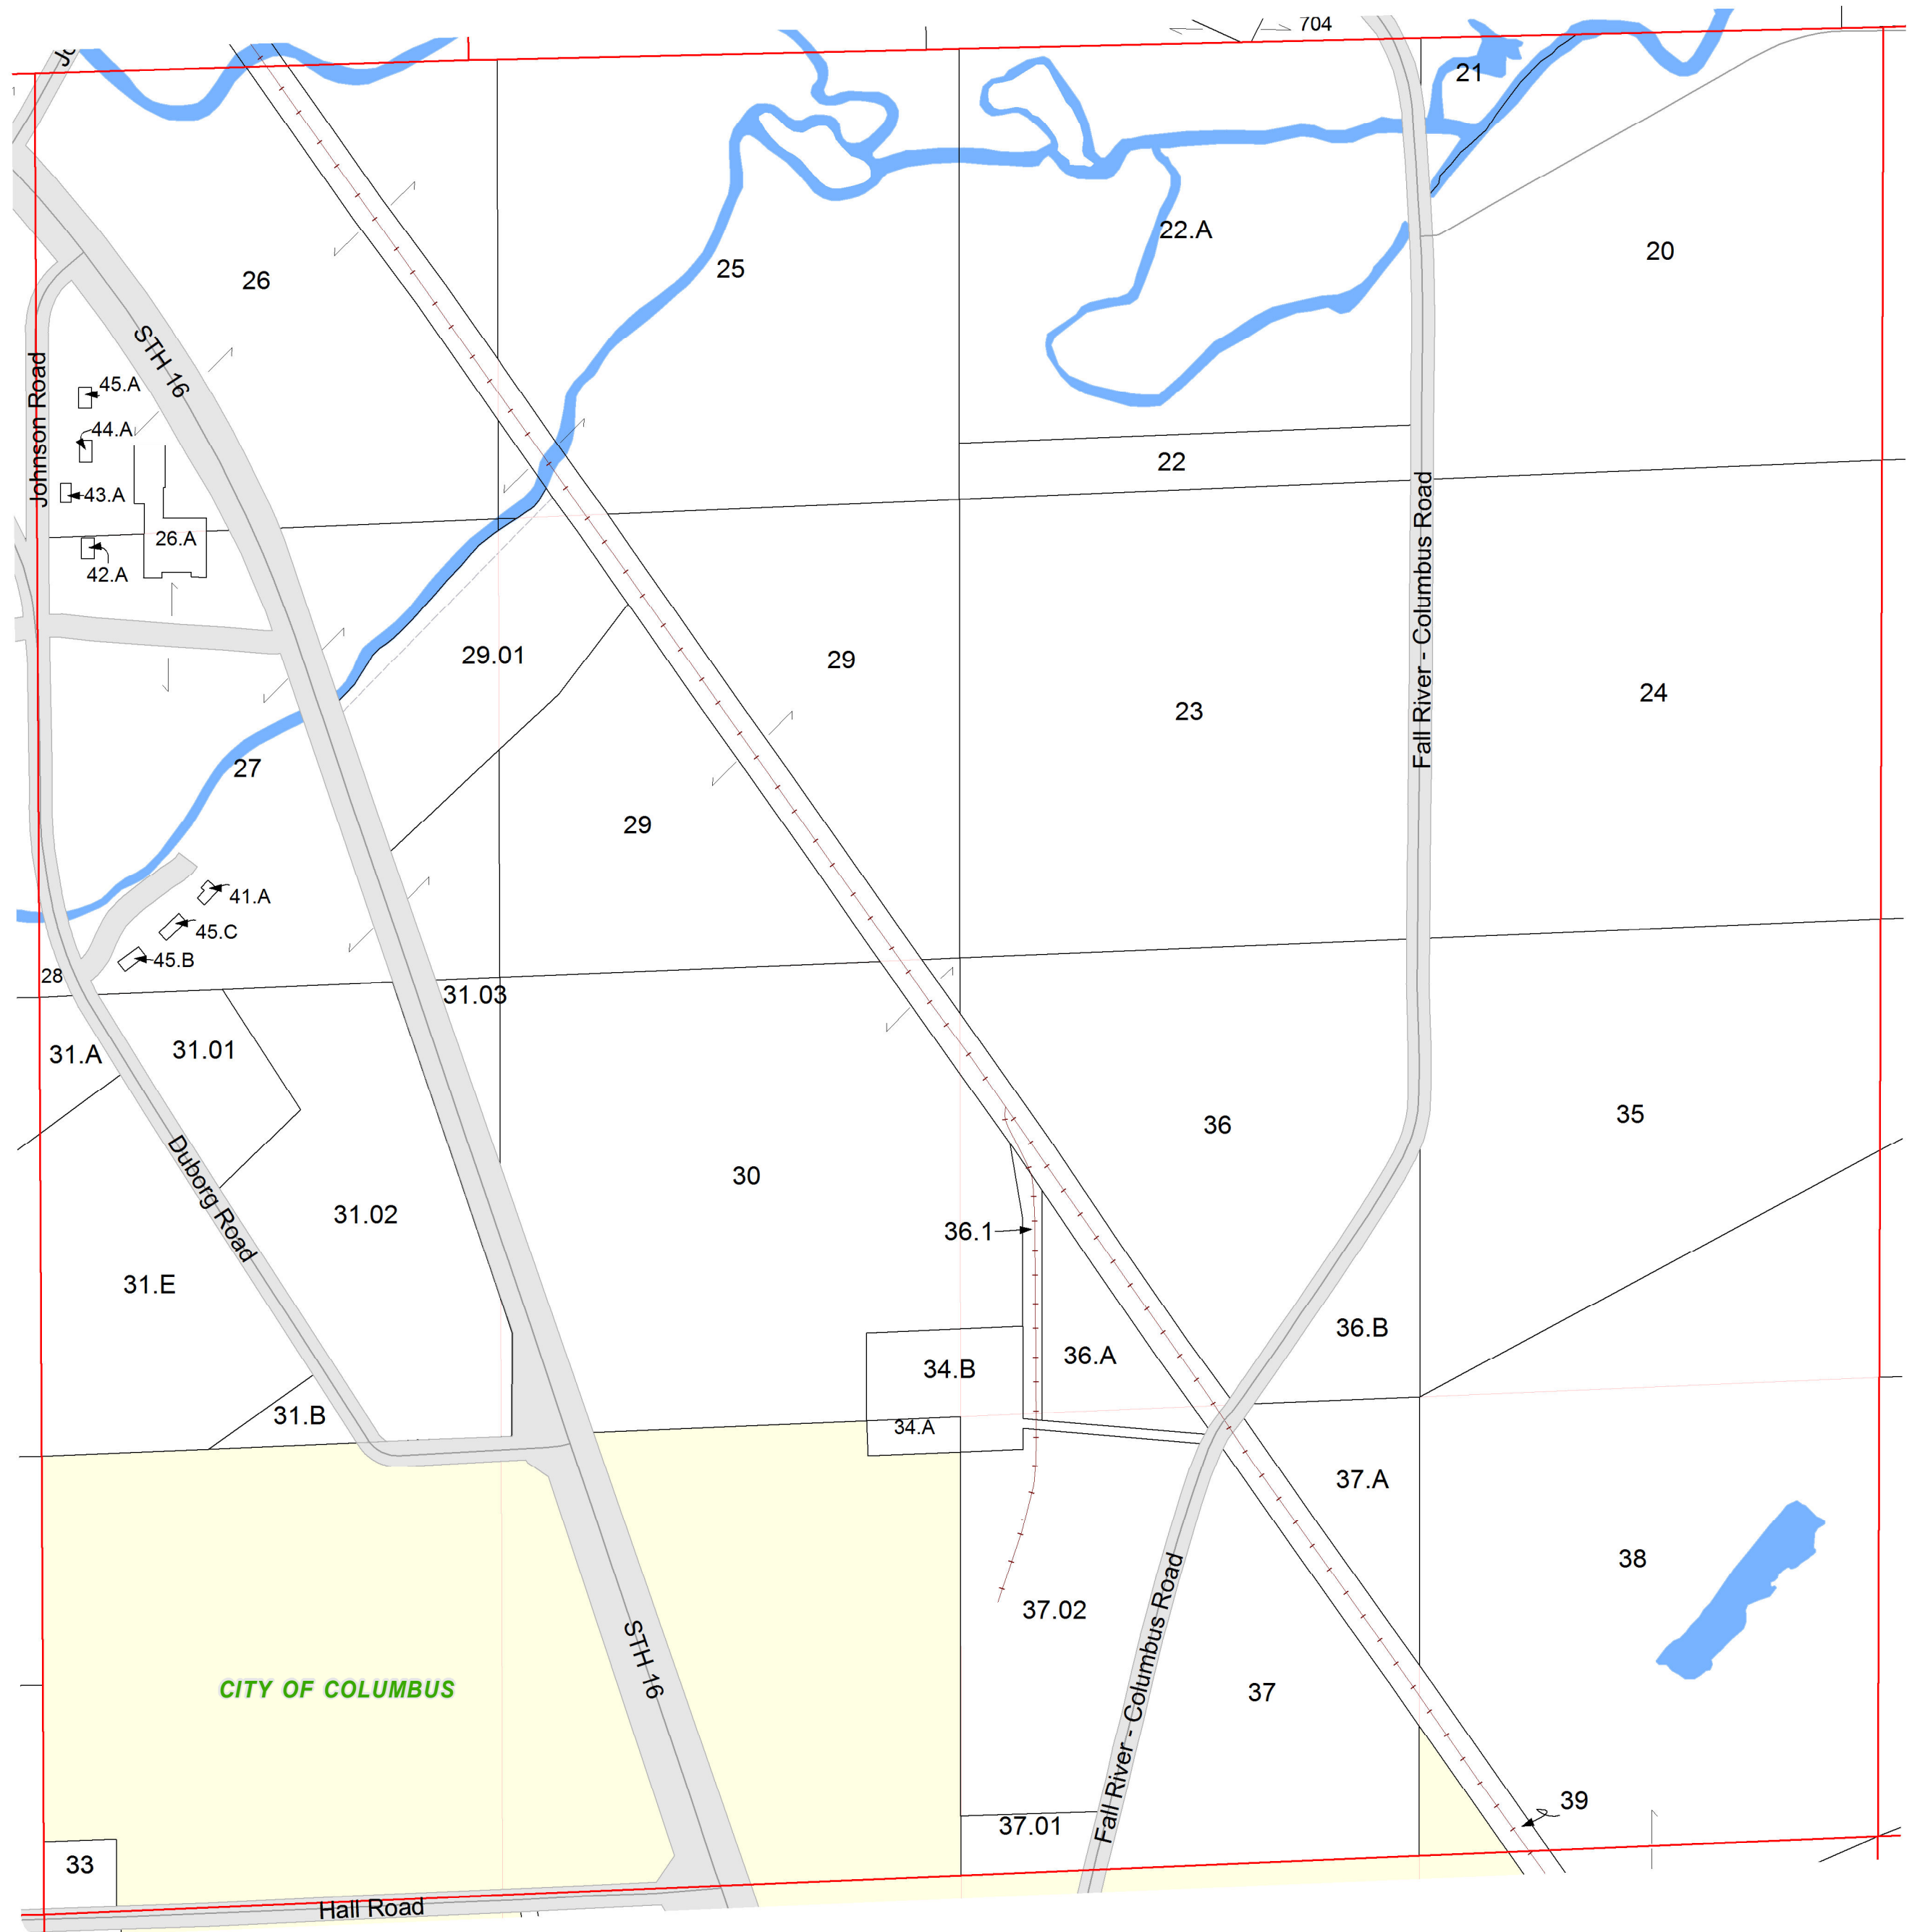 704
21
22.A
20
25
26
STH 16
Johnson Road
45.A
44.A
43.A
26.A
42.A
22
Fall River - Columbus Road
29.01
29
23
24
27
29
41.A
45.C
45.B
28
31.03
31.A
31.01
36
35
30
Duborg Road
31.02
36.1
31.E
36.B
36.A
34.B
31.B
34.A
37.A
38
37.02
STH 16
Fall River - Columbus Road
CITY OF COLUMBUS
37
39
37.01
33
Hall Road